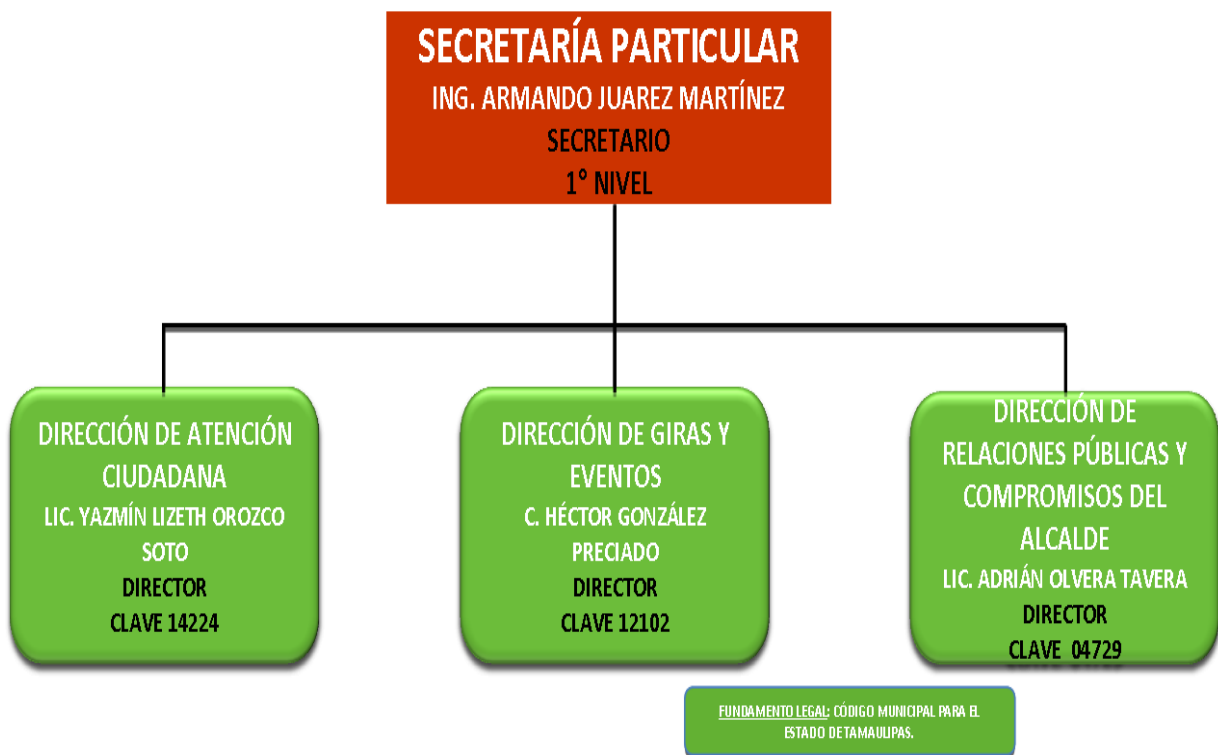 SECRETARÍA PARTICULAR
ING. ARMANDO JUAREZ MARTÍNEZ
SECRETARIO
1° NIVEL
DIRECCIÓN DE ATENCIÓN
CIUDADANA
LIC. YAZMÍN LIZETH OROZCO
SOTO
DIRECTOR
CLAVE 14224
DIRECCIÓN DE GIRAS Y
EVENTOS
C. HÉCTOR GONZÁLEZ
PRECIADO
DIRECTOR
CLAVE 12102
DIRECCIÓN DE
RELACIONES PÚBLICAS Y
COMPROMISOS DEL
ALCALDE
LIC. ADRIÁN OLVERA TAVERA
DIRECTOR
CLAVE 04729
FUNDAMENTO LEGAL: CÓDIGO MUNICIPAL PARA EL
ESTADO DE TAMAULIPAS.